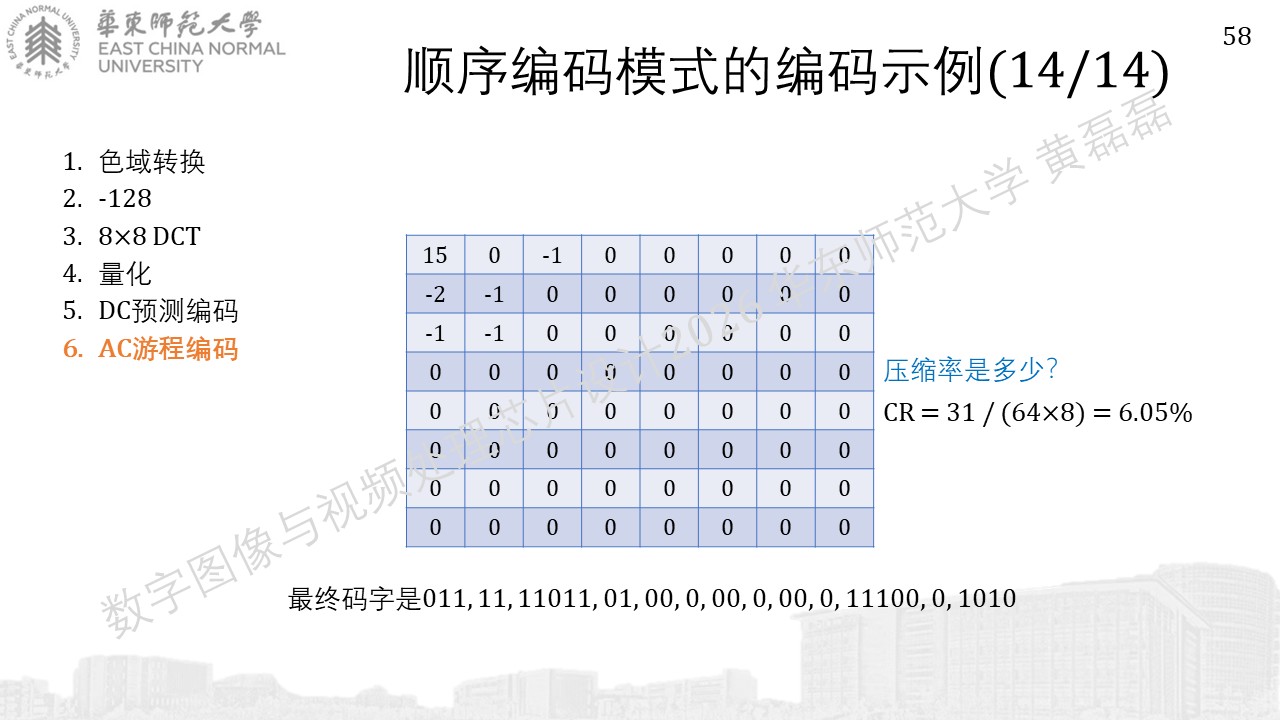 華東師範大學
EAST CHINA NORMAL
UNIVERSITY
EAST CHINA NORMAL UNIVERSITY
58
顺序编码模式的编码示例(14/14)
1. 色域转换
2. -128
3. 8×8 DCT
4. 量化
5. DC预测编码
6. AC游程编码
15 0 -1 0 0 0 0 0
-2 -1 0 0 0 0 0 0
-1 -1 0 0 0 0 0 0
0 0 0 0 0 0 0 0
0 0 0 0 0 0 0 0
0 0 0 0 0 0 0 0
0 0 0 0 0 0 0 0
0 0 0 0 0 0 0 0
压缩率是多少?
CR = 31 / (64×8) = 6.05%
最终码字是011, 11, 11011, 01, 00, 0, 00, 0, 00, 0, 11100, 0, 1010
数字图像与视频处理芯片设计2026 华东师范大学 黄磊磊